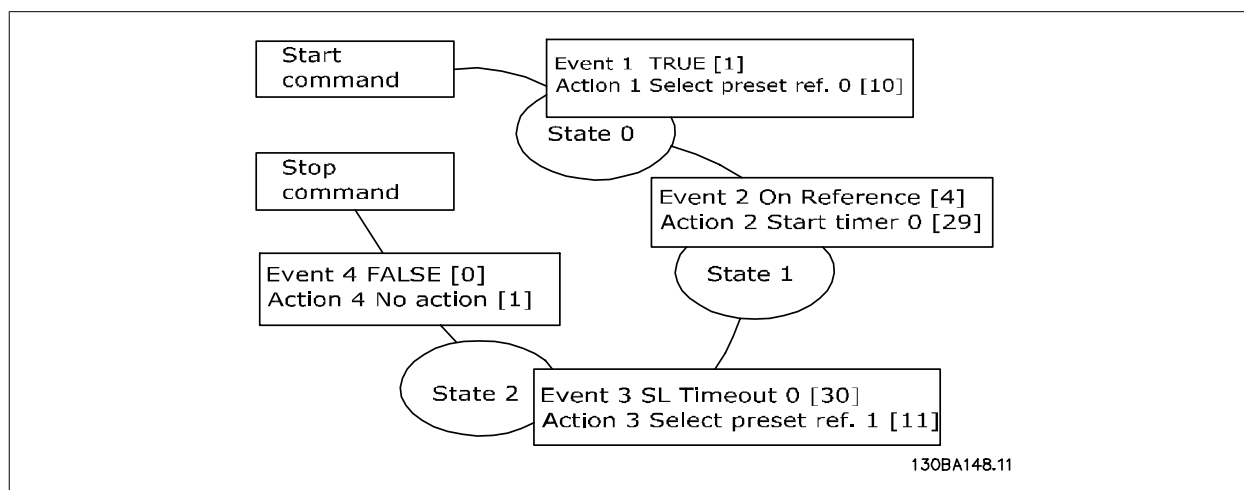 Start
command
Event 1 TRUE [1]
Action 1 Select preset ref. 0 [10]
State 0
Stop
command
Event 2 On Reference [4]
Action 2 Start timer 0 [29]
State 1
Event 4 FALSE [0]
Action 4 No action [1]
State 2
Event 3 SL Timeout 0 [30]
Action 3 Select preset ref. 1 [11]
130BA148.11